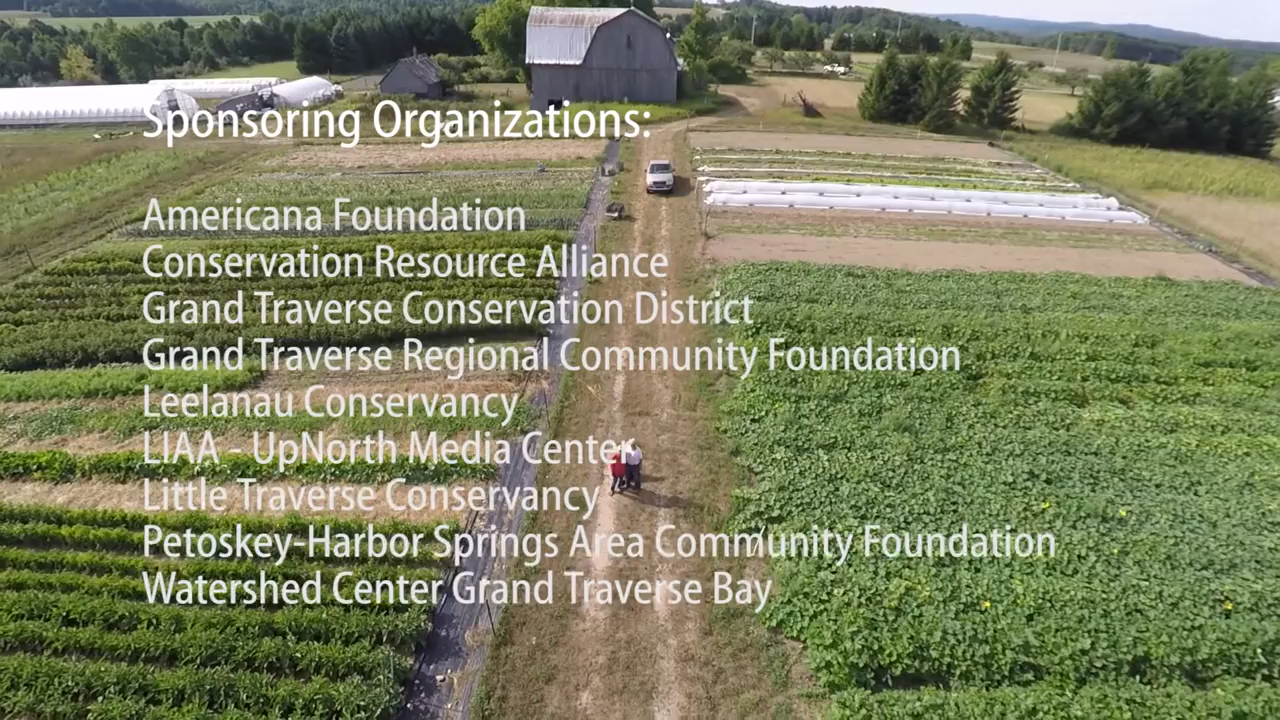 Sponsoring Organizations:
Americana Foundation
Conservation Resource Alliance
Grand Traverse Conservation District
Grand Traverse Regional Community Foundation
Leelanau Conservancy
LIAA - UpNorth Media Center
Little Traverse Conservancy
Petoskey-Harbor Springs Area Community Foundation
Watershed Center Grand Traverse Bay